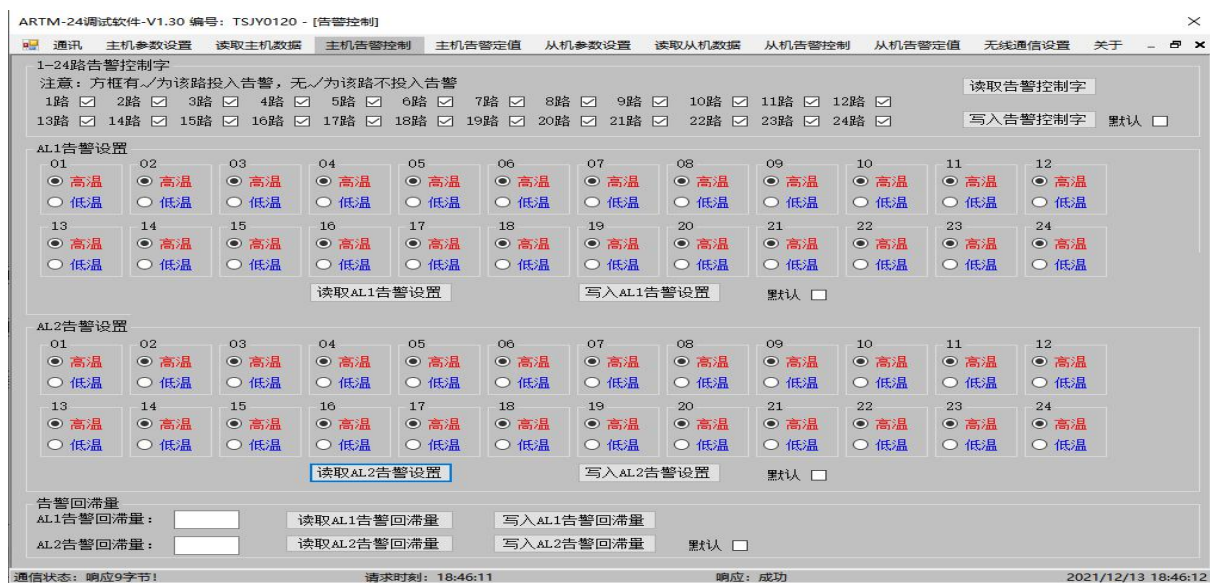 ARTM-24调试软件-V1.30 编号: TSJY0120 - [告警控制]
通讯 主机参数设置 读取主机数据 主机告警控制 主机告警定值 从机参数设置 读取从机数据 从机告警控制 从机告警定值 无线通信设置 关于
1-24路告警控制字
注意:方框有√为该路投入告警,无√为该路不投入告警
读取告警控制字
1路 2路 3路 4路 5路 6路 7路 8路 9路 10路 11路 12路
13路 14路 15路 16路 17路 18路 19路 20路 21路 22路 23路 24路 写入告警控制字 默认
AL1告警设置
01 02 03 04 05 06 07 08 09 10 11 12
高温 高温 高温 高温 高温 高温 高温 高温 高温 高温 高温 高温
低温 低温 低温 低温 低温 低温 低温 低温 低温 低温 低温 低温
13 14 15 16 17 18 19 20 21 22 23 24
高温 高温 高温 高温 高温 高温 高温 高温 高温 高温 高温 高温
低温 低温 低温 低温 低温 低温 低温 低温 低温 低温 低温 低温
读取AL1告警设置 写入AL1告警设置 默认
AL2告警设置
01 02 03 04 05 06 07 08 09 10 11 12
高温 高温 高温 高温 高温 高温 高温 高温 高温 高温 高温 高温
低温 低温 低温 低温 低温 低温 低温 低温 低温 低温 低温 低温
13 14 15 16 17 18 19 20 21 22 23 24
高温 高温 高温 高温 高温 高温 高温 高温 高温 高温 高温 高温
低温 低温 低温 低温 低温 低温 低温 低温 低温 低温 低温 低温
读取AL2告警设置 写入AL2告警设置 默认
告警回滞量
AL1告警回滞量: 读取AL1告警回滞量 写入AL1告警回滞量
AL2告警回滞量: 读取AL2告警回滞量 写入AL2告警回滞量 默认
通信状态: 响应9字节! 请求时刻: 18:46:11 响应: 成功 2021/12/13 18:46:12